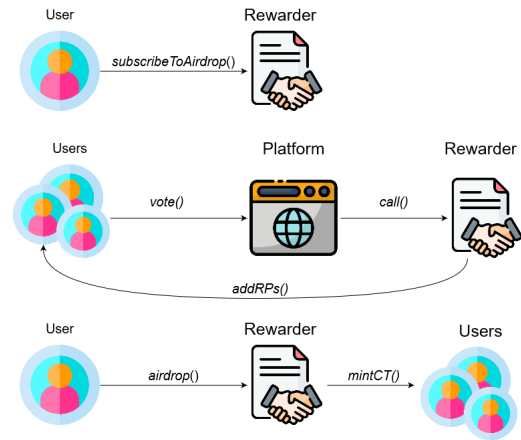 User
Rewarder
subscribeToAirdrop()
Users
Platform
Rewarder
vote()
call()
addRPs()
User
Rewarder
Users
airdrop()
mintCT()